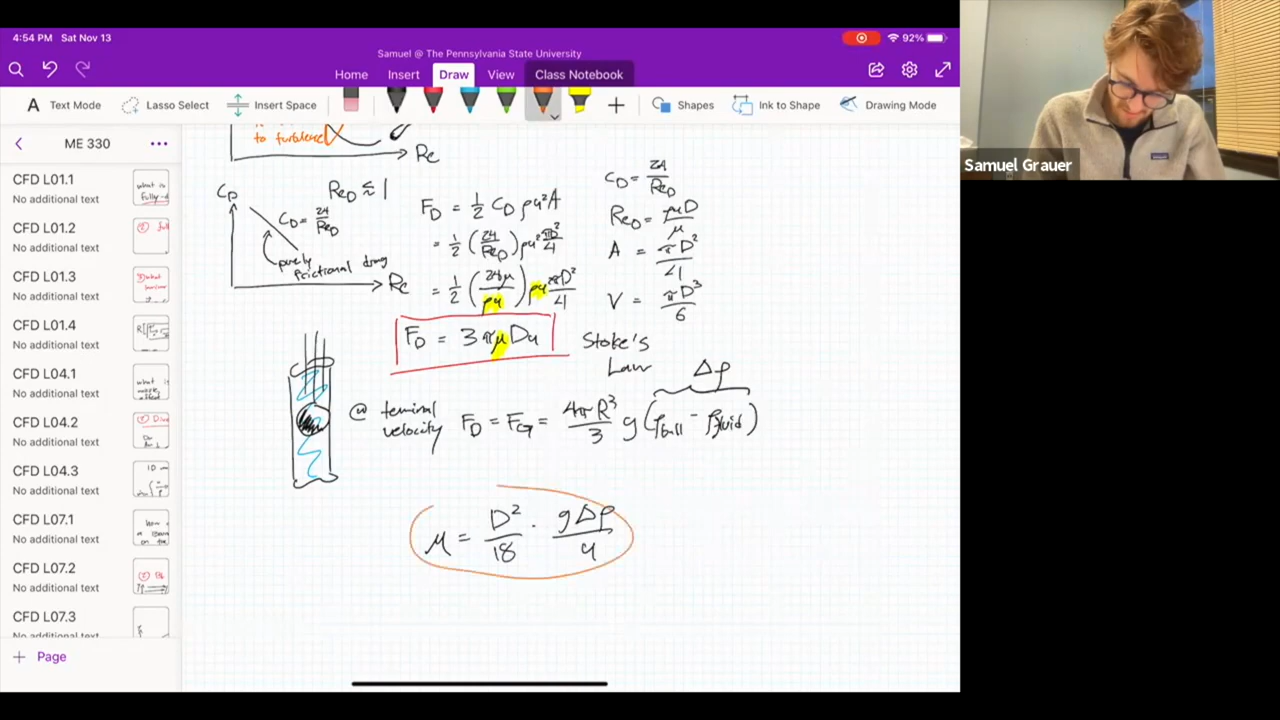 4:54 PM Sat Nov 13
92%
Samuel @ The Pennsylvania State University
Home Insert Draw View Class Notebook
Text Mode Lasso Select Insert Space Shapes Ink to Shape Drawing Mode
ME 330
CFD L01.1
No additional text
CFD L01.2
No additional text
CFD L01.3
No additional text
CFD L01.4
No additional text
CFD L04.1
No additional text
CFD L04.2
No additional text
CFD L04.3
No additional text
CFD L07.1
No additional text
CFD L07.2
No additional text
CFD L07.3
No additional text
+ Page
to turbulence
Re
C_D
Re_D ≲ 1
C_D = 24/Re_D
purely
frictional drag
Re
F_D = 1/2 C_D ρu²A
= 1/2 (24/Re_D) ρu² πD²/4
= 1/2 (24μ/ρu) ρu² πD²/4
F_D = 3πμDu
Stoke's
Law
C_D = 24/Re_D
Re_D = ρuD/μ
A = πD²/4
V = πD³/6
@ terminal
velocity
F_D = F_G = 4πR³/3 g (ρball - ρfluid)
Δρ
μ = D²/18 · gΔρ/u
Samuel Grauer